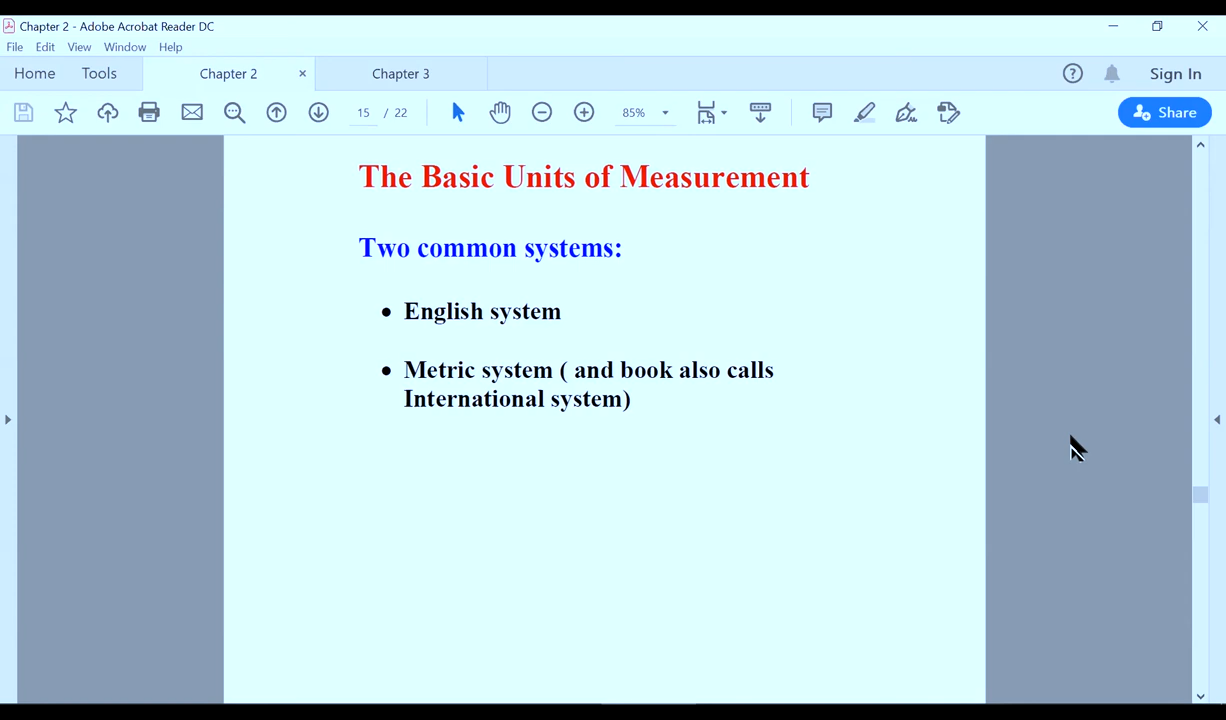 Chapter 2 - Adobe Acrobat Reader DC
File Edit View Window Help
Home Tools Chapter 2 × Chapter 3 ? Sign In
15 / 22 85% Share
The Basic Units of Measurement
Two common systems:
• English system
• Metric system ( and book also calls
International system)